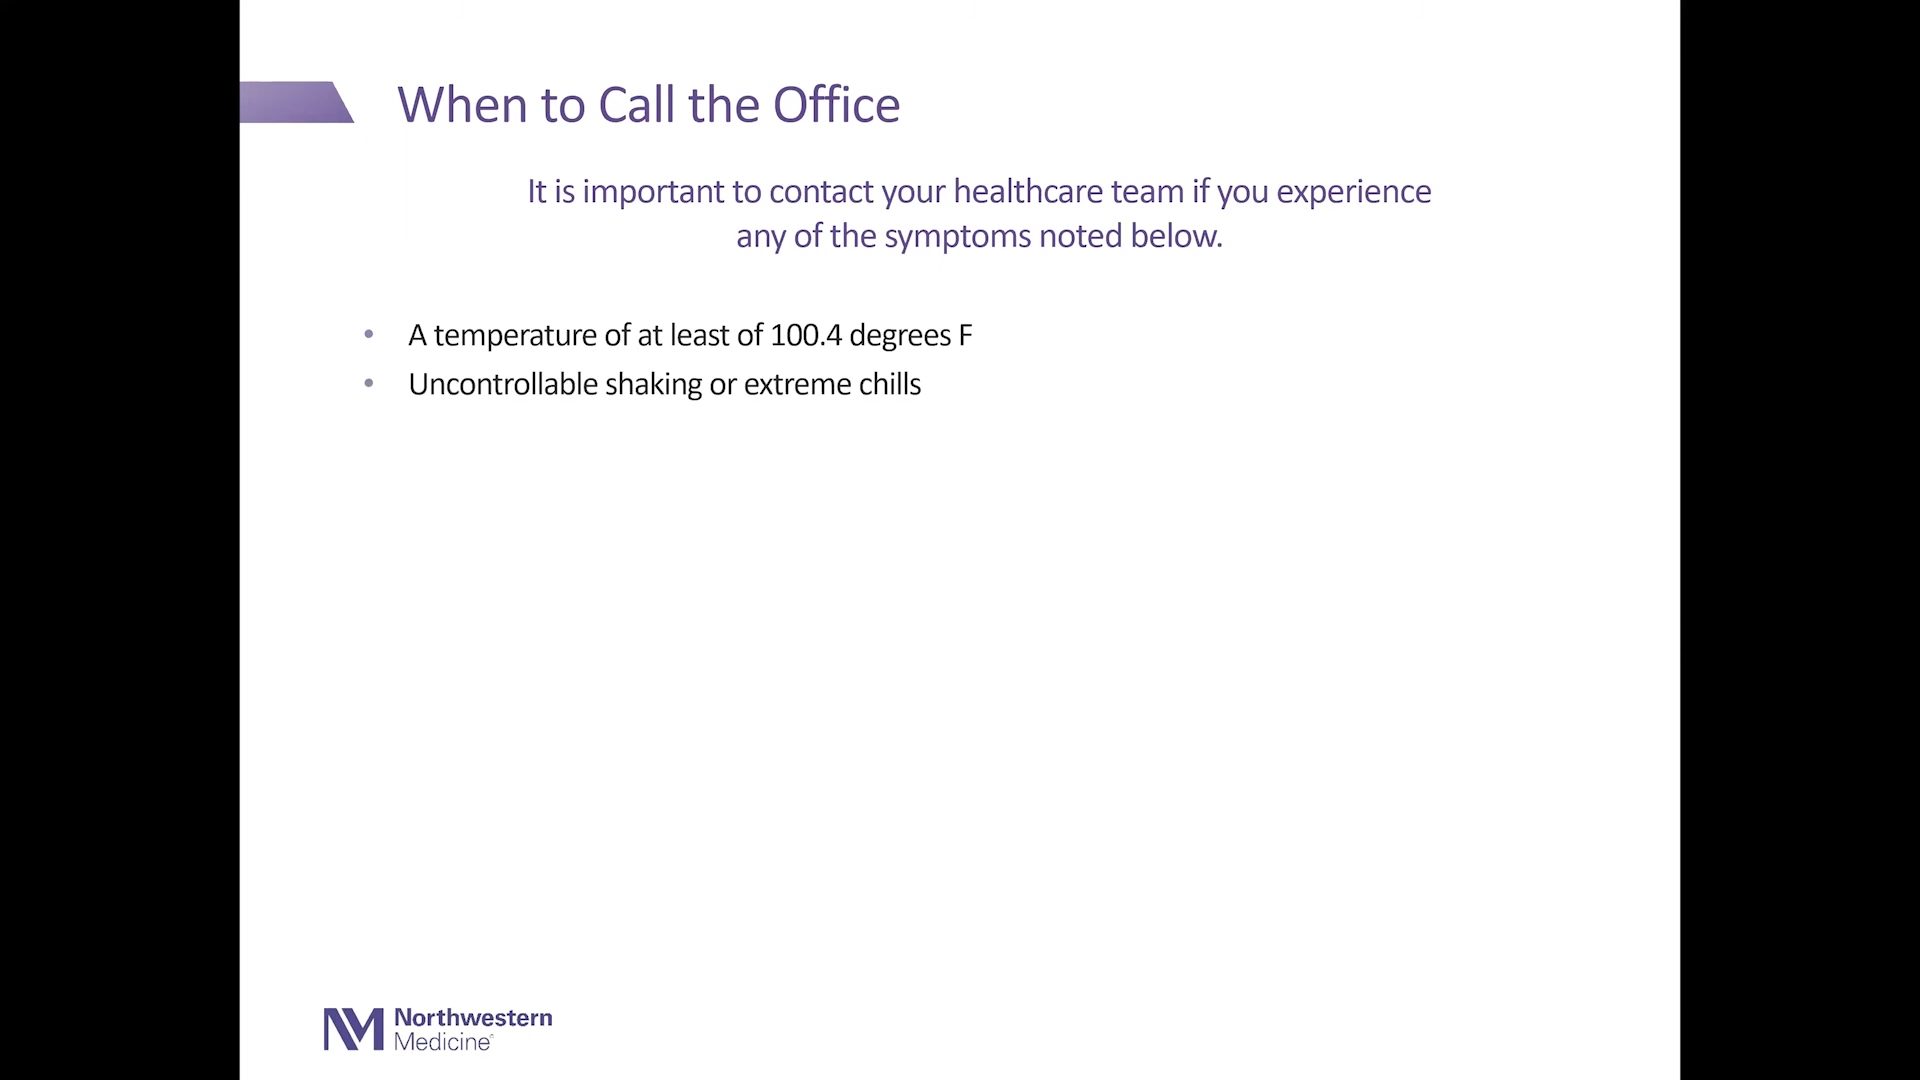 When to Call the Office
It is important to contact your healthcare team if you experience
any of the symptoms noted below.
• A temperature of at least of 100.4 degrees F
• Uncontrollable shaking or extreme chills
NM Northwestern
Medicine